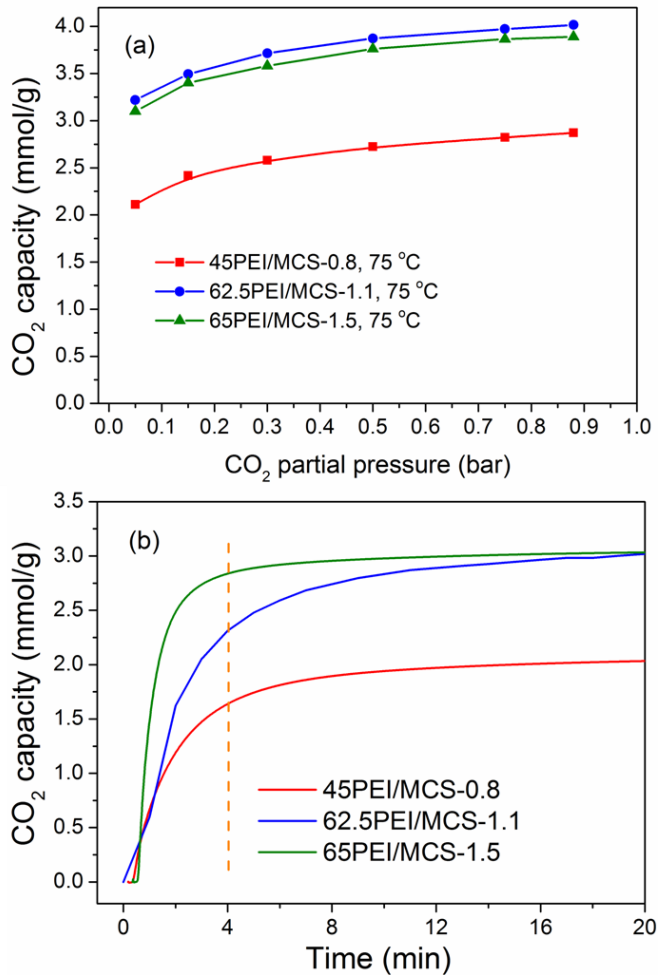 (a)
CO₂ capacity (mmol/g)
4.0
3.5
3.0
2.5
2.0
1.5
1.0
0.5
0.0
45PEI/MCS-0.8, 75 °C
62.5PEI/MCS-1.1, 75 °C
65PEI/MCS-1.5, 75 °C
0.0 0.1 0.2 0.3 0.4 0.5 0.6 0.7 0.8 0.9 1.0
CO₂ partial pressure (bar)
(b)
CO₂ capacity (mmol/g)
3.5
3.0
2.5
2.0
1.5
1.0
0.5
0.0
45PEI/MCS-0.8
62.5PEI/MCS-1.1
65PEI/MCS-1.5
0 4 8 12 16 20
Time (min)